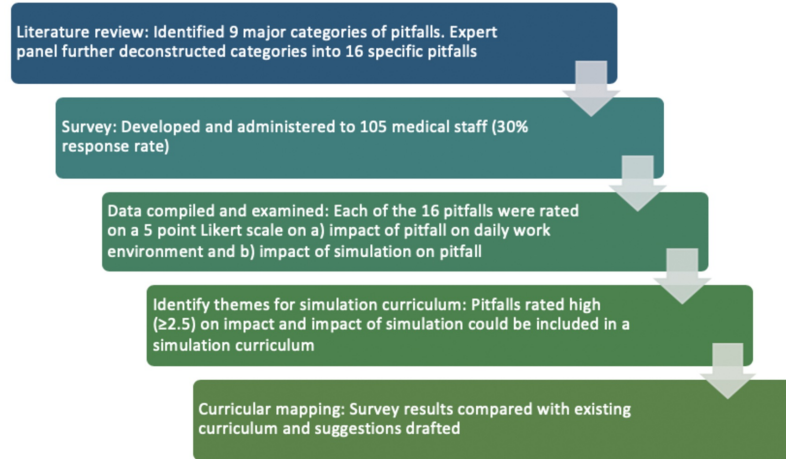 Literature review: Identified 9 major categories of pitfalls. Expert
panel further deconstructed categories into 16 specific pitfalls
Survey: Developed and administered to 105 medical staff (30%
response rate)
Data compiled and examined: Each of the 16 pitfalls were rated
on a 5 point Likert scale on a) impact of pitfall on daily work
environment and b) impact of simulation on pitfall
Identify themes for simulation curriculum: Pitfalls rated high
(≥2.5) on impact and impact of simulation could be included in a
simulation curriculum
Curricular mapping: Survey results compared with existing
curriculum and suggestions drafted